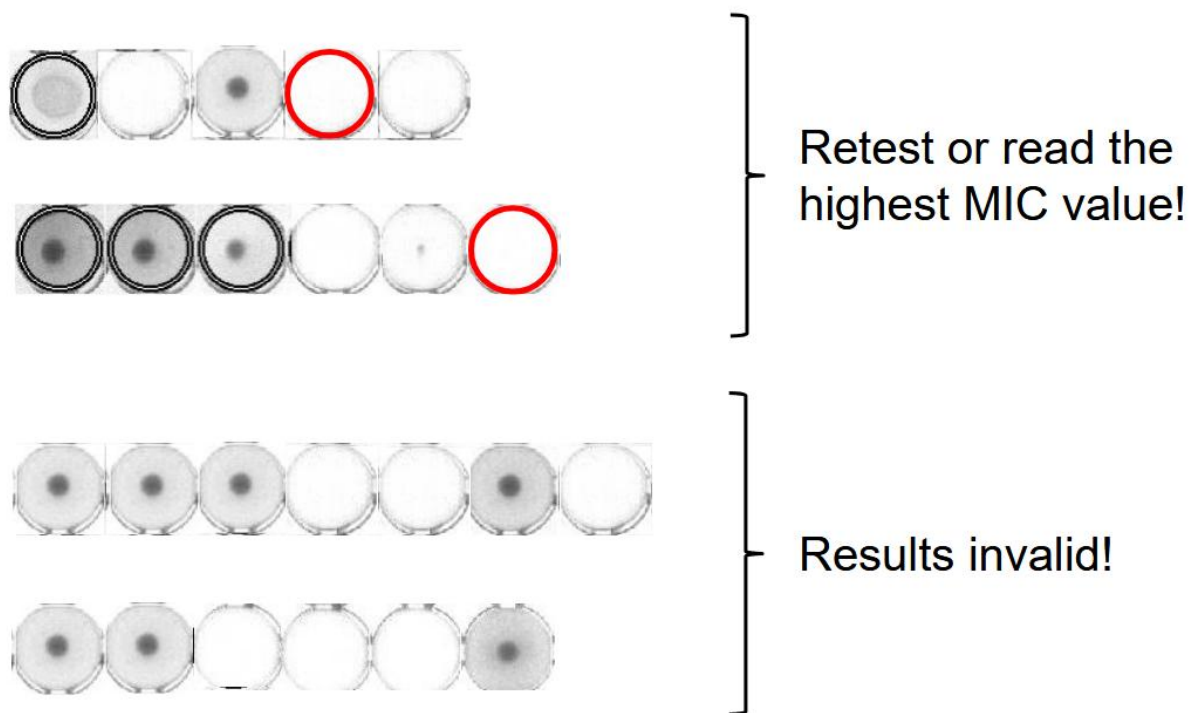 Retest or read the
highest MIC value!
Results invalid!